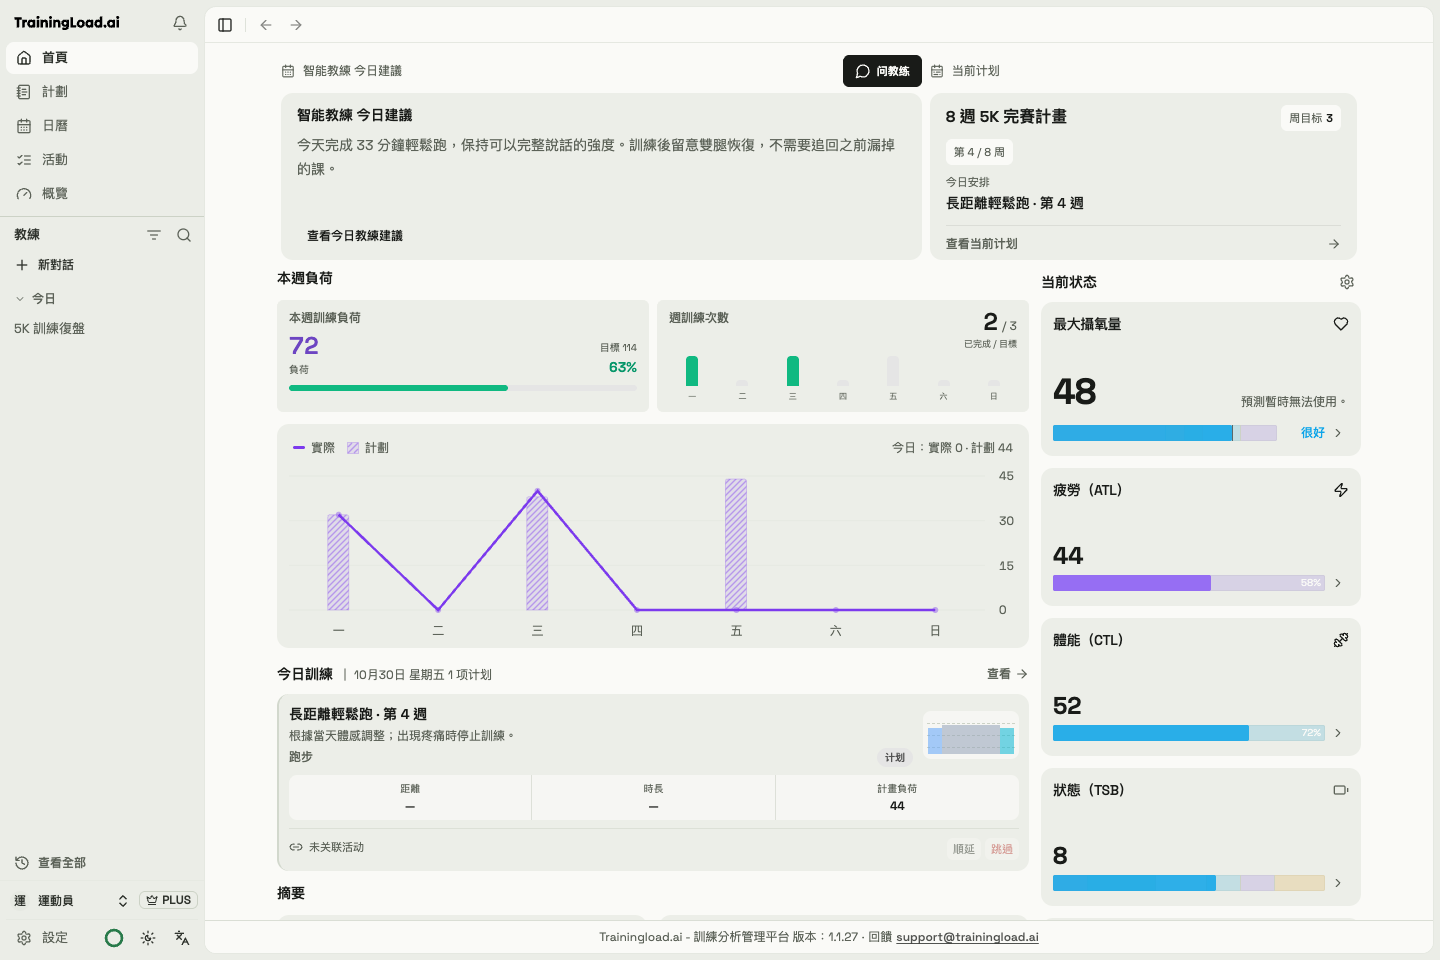 TrainingLoad.ai
首頁
計劃
日曆
活動
概覽
教練
新對話
今日
5K 訓練復盤
查看全部
運 運動員
PLUS
設定
智能教練 今日建議
问教练
智能教練 今日建議
今天完成 33 分鐘輕鬆跑，保持可以完整說話的強度。訓練後留意雙腿恢復，不需要追回之前漏掉
的課。
查看今日教練建議
当前计划
8 週 5K 完賽計畫
周目标 3
第 4 / 8 周
今日安排
長距離輕鬆跑 · 第 4 週
查看当前计划
本週負荷
本週訓練負荷
72
負荷
目標 114
63%
週訓練次數
2 / 3
已完成 / 目標
一 二 三 四 五 六 日
實際 計劃
今日：實際 0 · 計劃 44
45
30
15
0
一 二 三 四 五 六 日
今日訓練 | 10月30日 星期五 1 项计划
查看
長距離輕鬆跑 · 第 4 週
根據當天體感調整；出現疼痛時停止訓練。
跑步
计划
距離
—
時長
—
計畫負荷
44
未关联活动
順延 跳過
摘要
当前状态
最大攝氧量
48
預測暫時無法使用。
很好
疲勞（ATL）
44
58%
體能（CTL）
52
72%
狀態（TSB）
8
Trainingload.ai - 訓練分析管理平台 版本：1.1.27 · 回饋 support@trainingload.ai